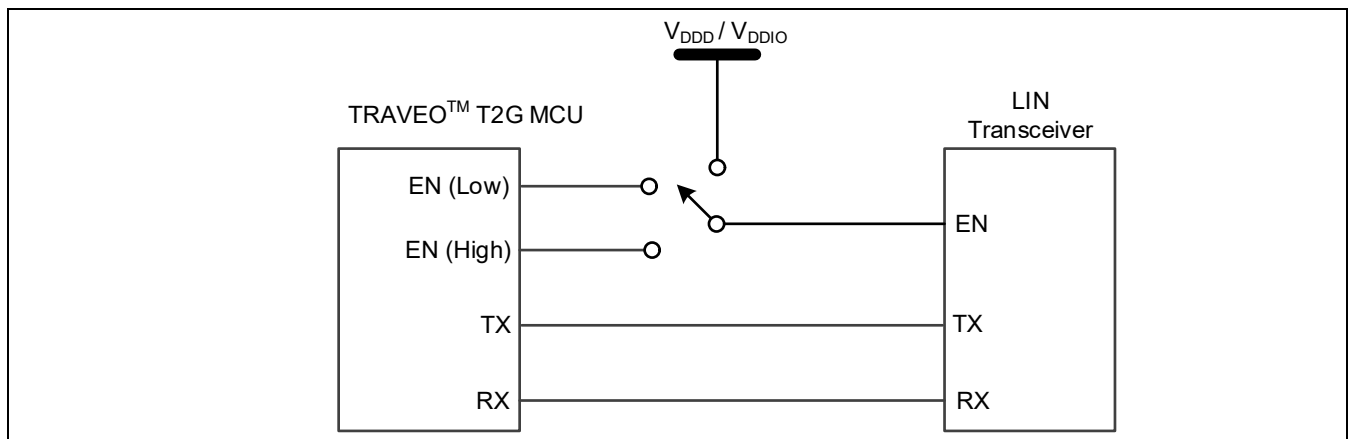 VDDD / VDDIO
TRAVEO™ T2G MCU
LIN
Transceiver
EN (Low)
EN (High)
EN
TX
TX
RX
RX